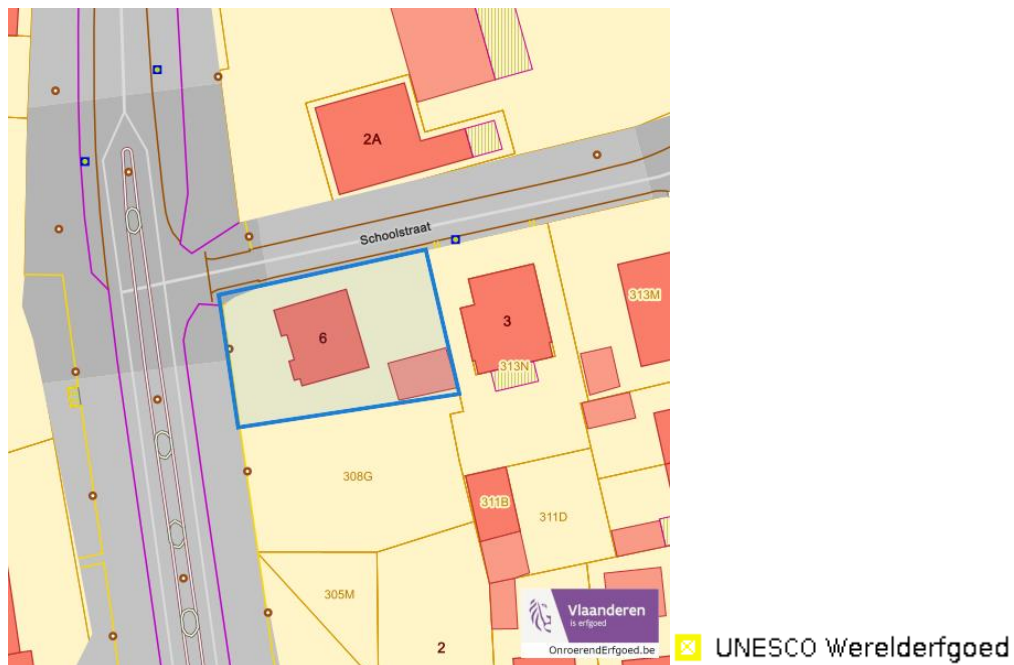 2A
Schoolstraat
6
3
313M
313N
308G
311B
311D
305M
2
Vlaanderen
is erfgoed
OnroerendErfgoed.be
UNESCO Werelderfgoed